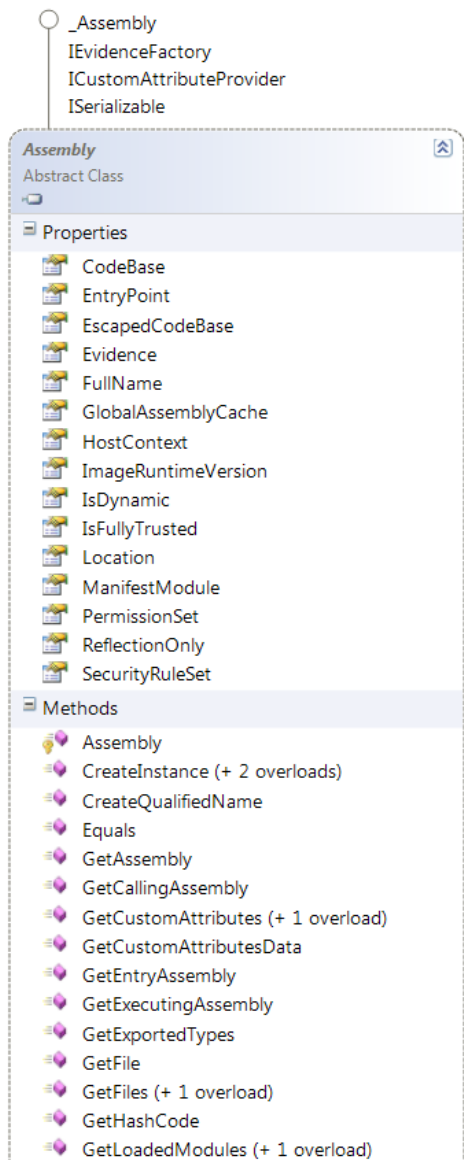 _Assembly
IEvidenceFactory
ICustomAttributeProvider
ISerializable
Assembly
Abstract Class
Properties
CodeBase
EntryPoint
EscapedCodeBase
Evidence
FullName
GlobalAssemblyCache
HostContext
ImageRuntimeVersion
IsDynamic
IsFullyTrusted
Location
ManifestModule
PermissionSet
ReflectionOnly
SecurityRuleSet
Methods
Assembly
CreateInstance (+ 2 overloads)
CreateQualifiedName
Equals
GetAssembly
GetCallingAssembly
GetCustomAttributes (+ 1 overload)
GetCustomAttributesData
GetEntryAssembly
GetExecutingAssembly
GetExportedTypes
GetFile
GetFiles (+ 1 overload)
GetHashCode
GetLoadedModules (+ 1 overload)